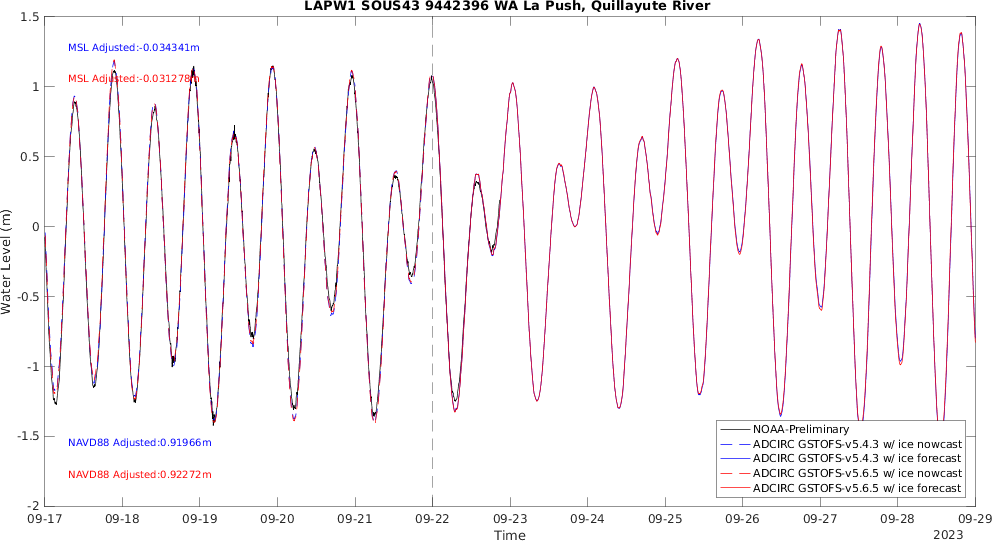 LAPW1 SOUS43 9442396 WA La Push, Quillayute River
Water Level (m)
1.5
1
0.5
0
-0.5
-1
-1.5
-2
MSL Adjusted:-0.034341m
MSL Adjusted:-0.031278m
NAVD88 Adjusted:0.91966m
NAVD88 Adjusted:0.92272m
NOAA-Preliminary
ADCIRC GSTOFS-v5.4.3 w/ ice nowcast
ADCIRC GSTOFS-v5.4.3 w/ ice forecast
ADCIRC GSTOFS-v5.6.5 w/ ice nowcast
ADCIRC GSTOFS-v5.6.5 w/ ice forecast
09-17 09-18 09-19 09-20 09-21 09-22 09-23 09-24 09-25 09-26 09-27 09-28 09-29
Time
2023